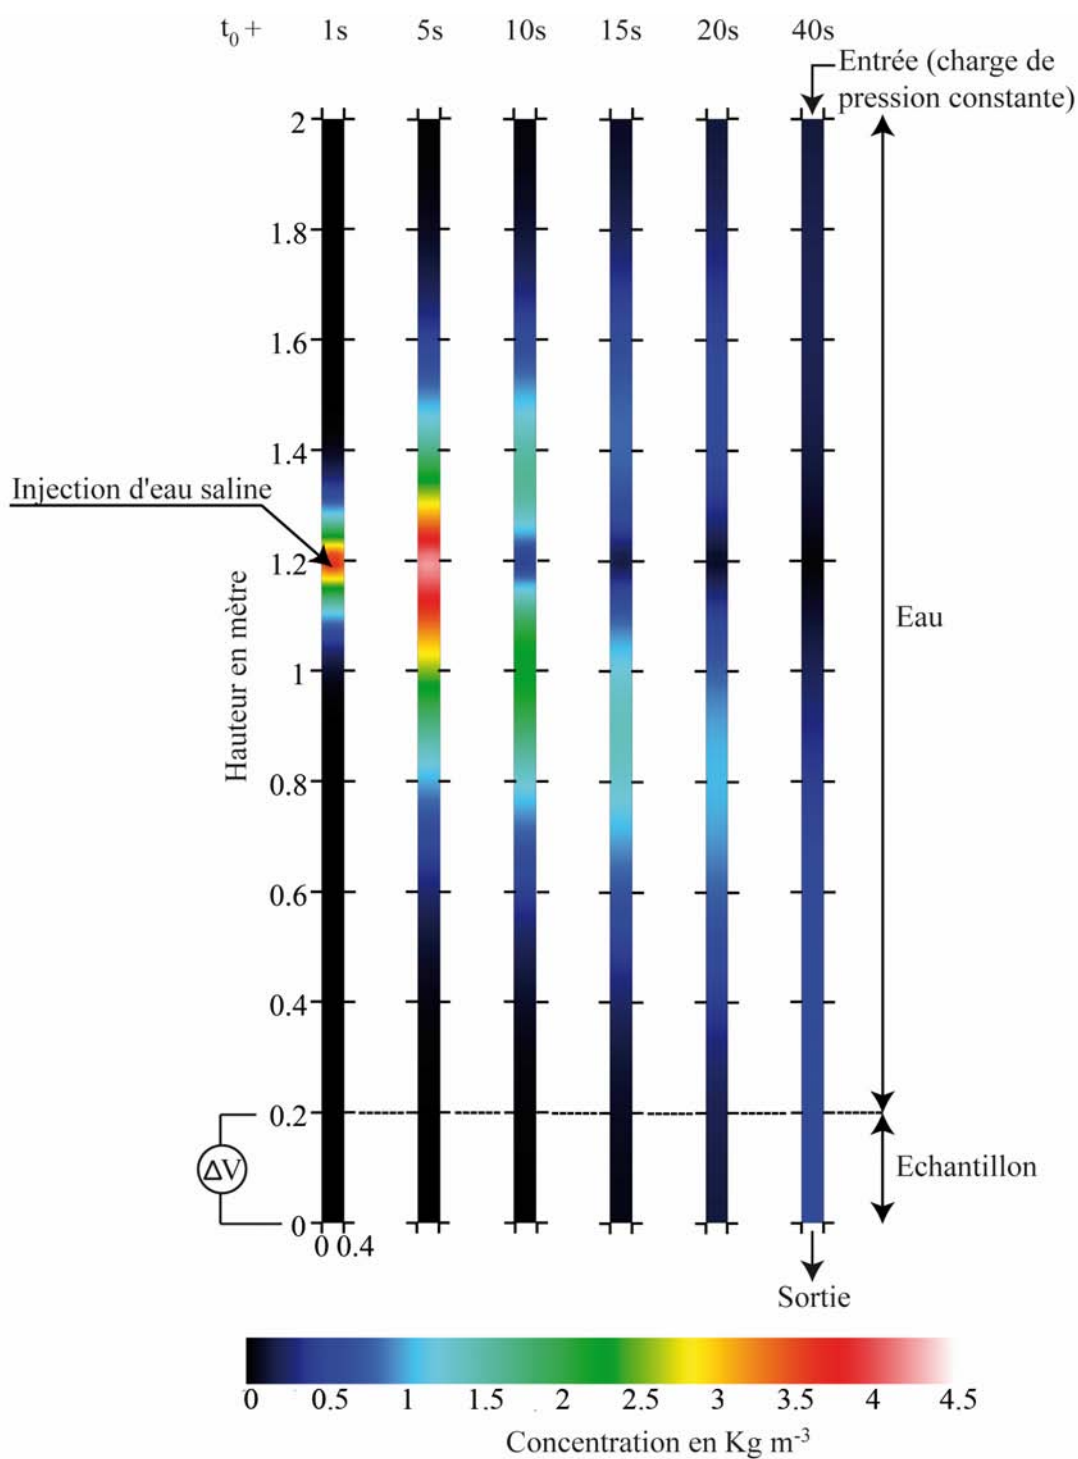 t0 + 1s 5s 10s 15s 20s 40s
Entrée (charge de
pression constante)
2
1.8
1.6
1.4
Injection d'eau saline
1.2
Hauteur en mètre
Eau
1
0.8
0.6
0.4
0.2
ΔV
Echantillon
0
0 0.4
Sortie
0 0.5 1 1.5 2 2.5 3 3.5 4 4.5
Concentration en Kg m-3